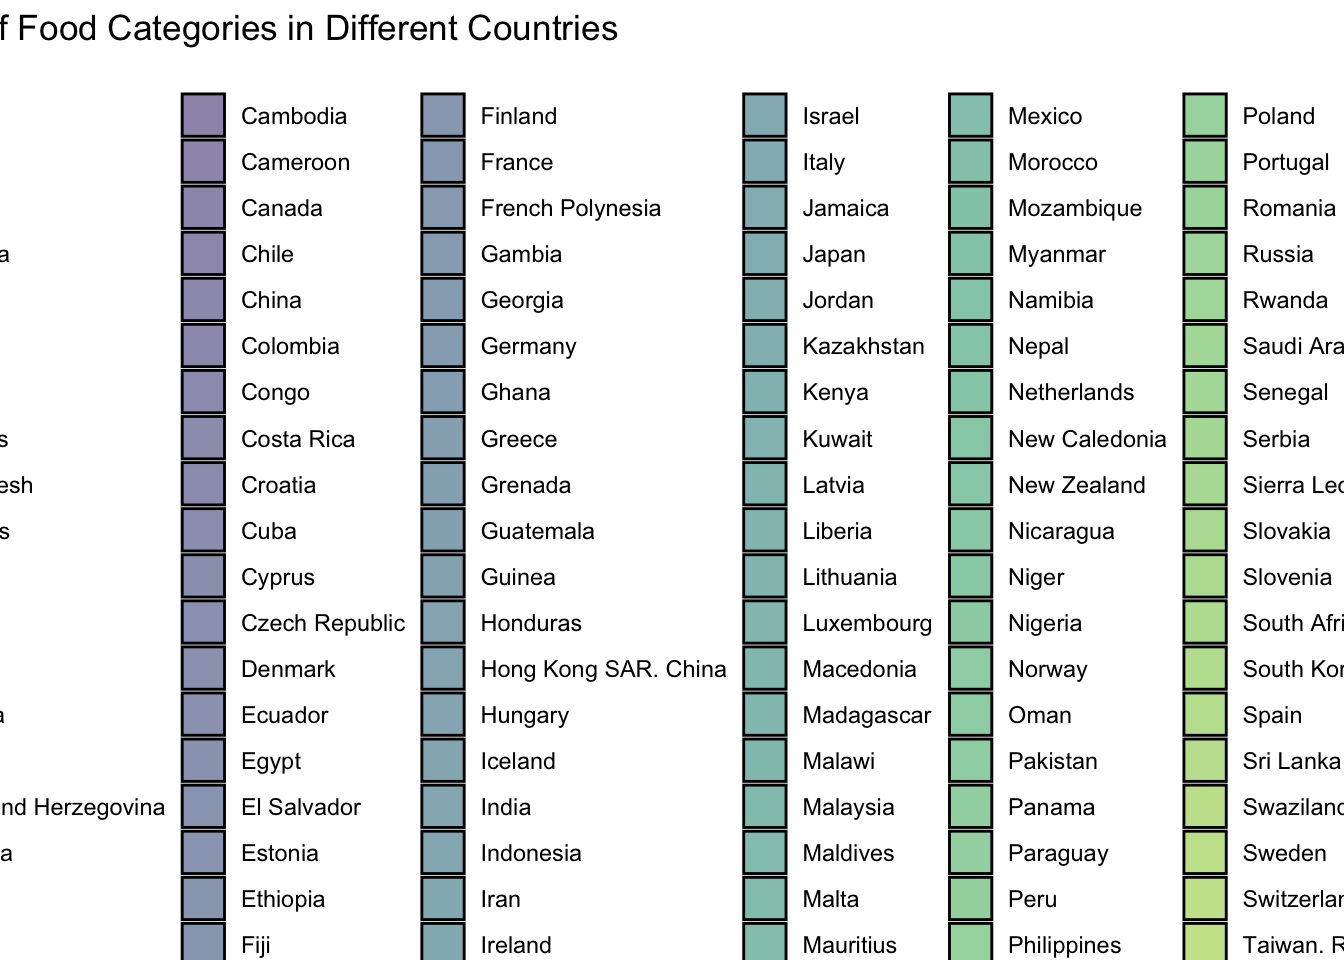 f Food Categories in Different Countries
Cambodia
Cameroon
Canada
Chile
China
Colombia
Congo
Costa Rica
Croatia
Cuba
Cyprus
Czech Republic
Denmark
Ecuador
Egypt
El Salvador
Estonia
Ethiopia
Fiji
Finland
France
French Polynesia
Gambia
Georgia
Germany
Ghana
Greece
Grenada
Guatemala
Guinea
Honduras
Hong Kong SAR. China
Hungary
Iceland
India
Indonesia
Iran
Ireland
Israel
Italy
Jamaica
Japan
Jordan
Kazakhstan
Kenya
Kuwait
Latvia
Liberia
Lithuania
Luxembourg
Macedonia
Madagascar
Malawi
Malaysia
Maldives
Malta
Mauritius
Mexico
Morocco
Mozambique
Myanmar
Namibia
Nepal
Netherlands
New Caledonia
New Zealand
Nicaragua
Niger
Nigeria
Norway
Oman
Pakistan
Panama
Paraguay
Peru
Philippines
Poland
Portugal
Romania
Russia
Rwanda
Saudi Ara
Senegal
Serbia
Sierra Leo
Slovakia
Slovenia
South Afri
South Kor
Spain
Sri Lanka
Swaziland
Sweden
Switzerlan
Taiwan. R
a
s
esh
s
a
nd Herzegovina
a